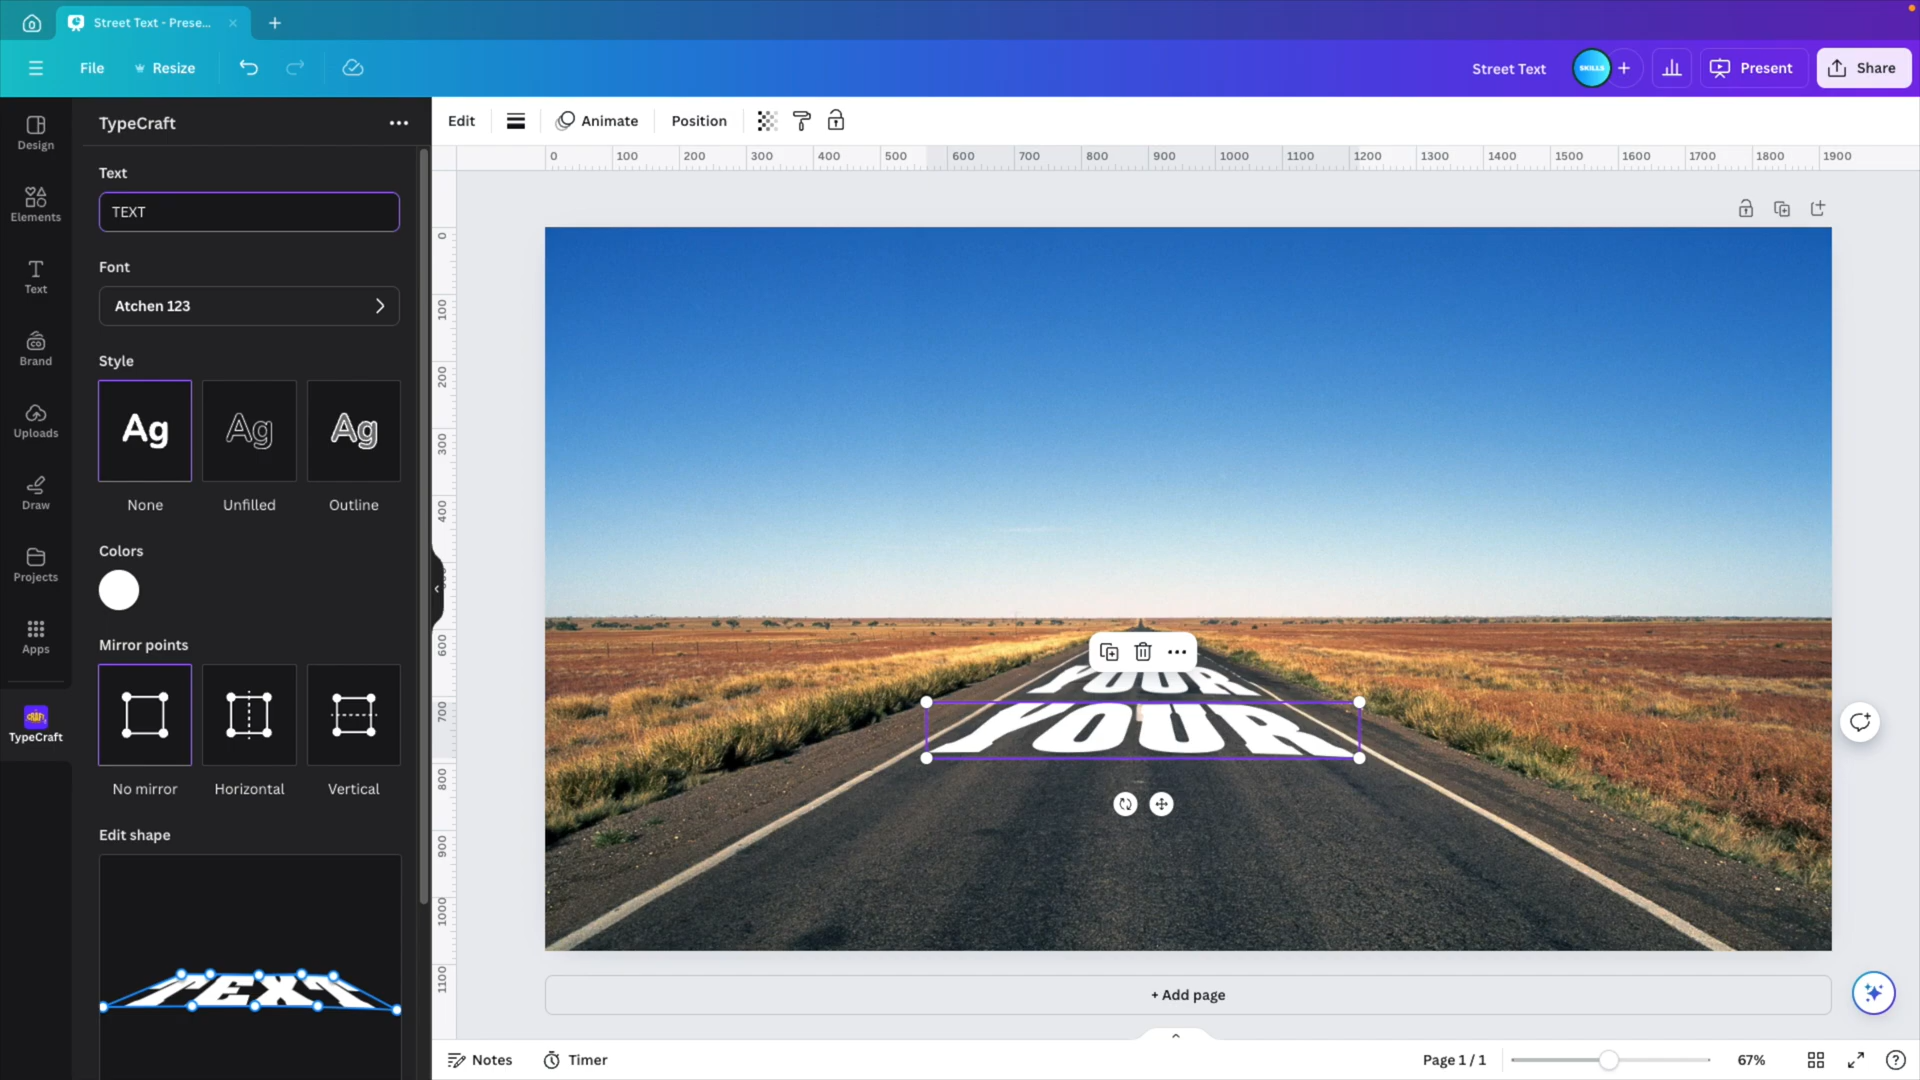 Street Text - Prese...
File
Resize
Street Text
SKILLS
Present
Share
Design
Elements
Text
Brand
Uploads
Draw
Projects
Apps
CRAFT
TypeCraft
TypeCraft
Text
TEXT
Font
Atchen 123
Style
Ag Ag Ag
None Unfilled Outline
Colors
Mirror points
No mirror Horizontal Vertical
Edit shape
TEXT
Edit
Animate
Position
0 100 200 300 400 500 600 700 800 900 1000 1100 1200 1300 1400 1500 1600 1700 1800 1900
0
100
200
300
400
600
700
800
900
1000
1100
YOUR
YOUR
+ Add page
Notes
Timer
Page 1 / 1
67%